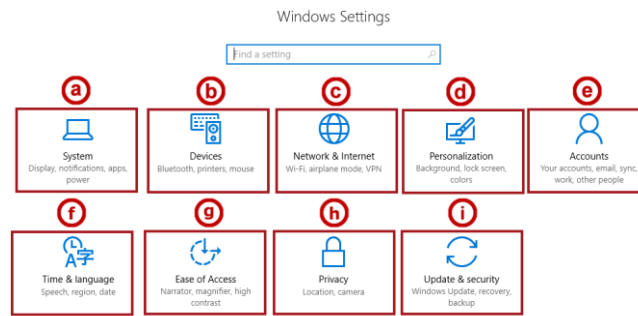 Windows Settings
Find a setting
a b c d e
System Devices Network & Internet Personalization Accounts
Display, notifications, apps, Bluetooth, printers, mouse Wi-Fi, airplane mode, VPN Background, lock screen, Your accounts, email, sync,
power colors work, other people
f g h i
A字
Time & language Ease of Access Privacy Update & security
Speech, region, date Narrator, magnifier, high Location, camera Windows Update, recovery,
contrast backup